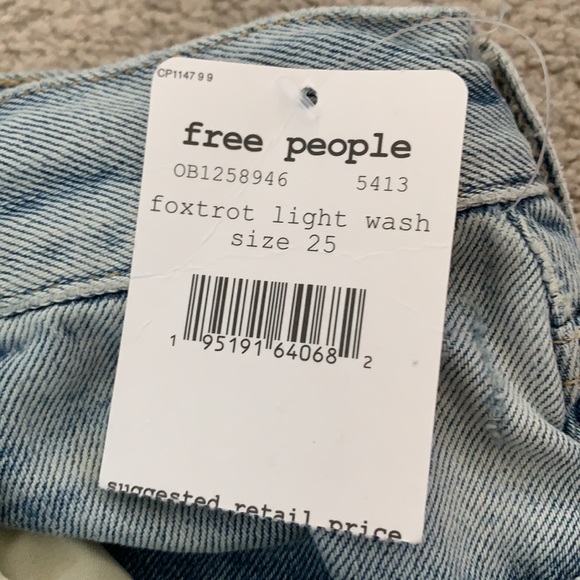 CP1147 9 9
free people
OB1258946 5413
foxtrot light wash
size 25
1 95191 64068 2
suggested retail price